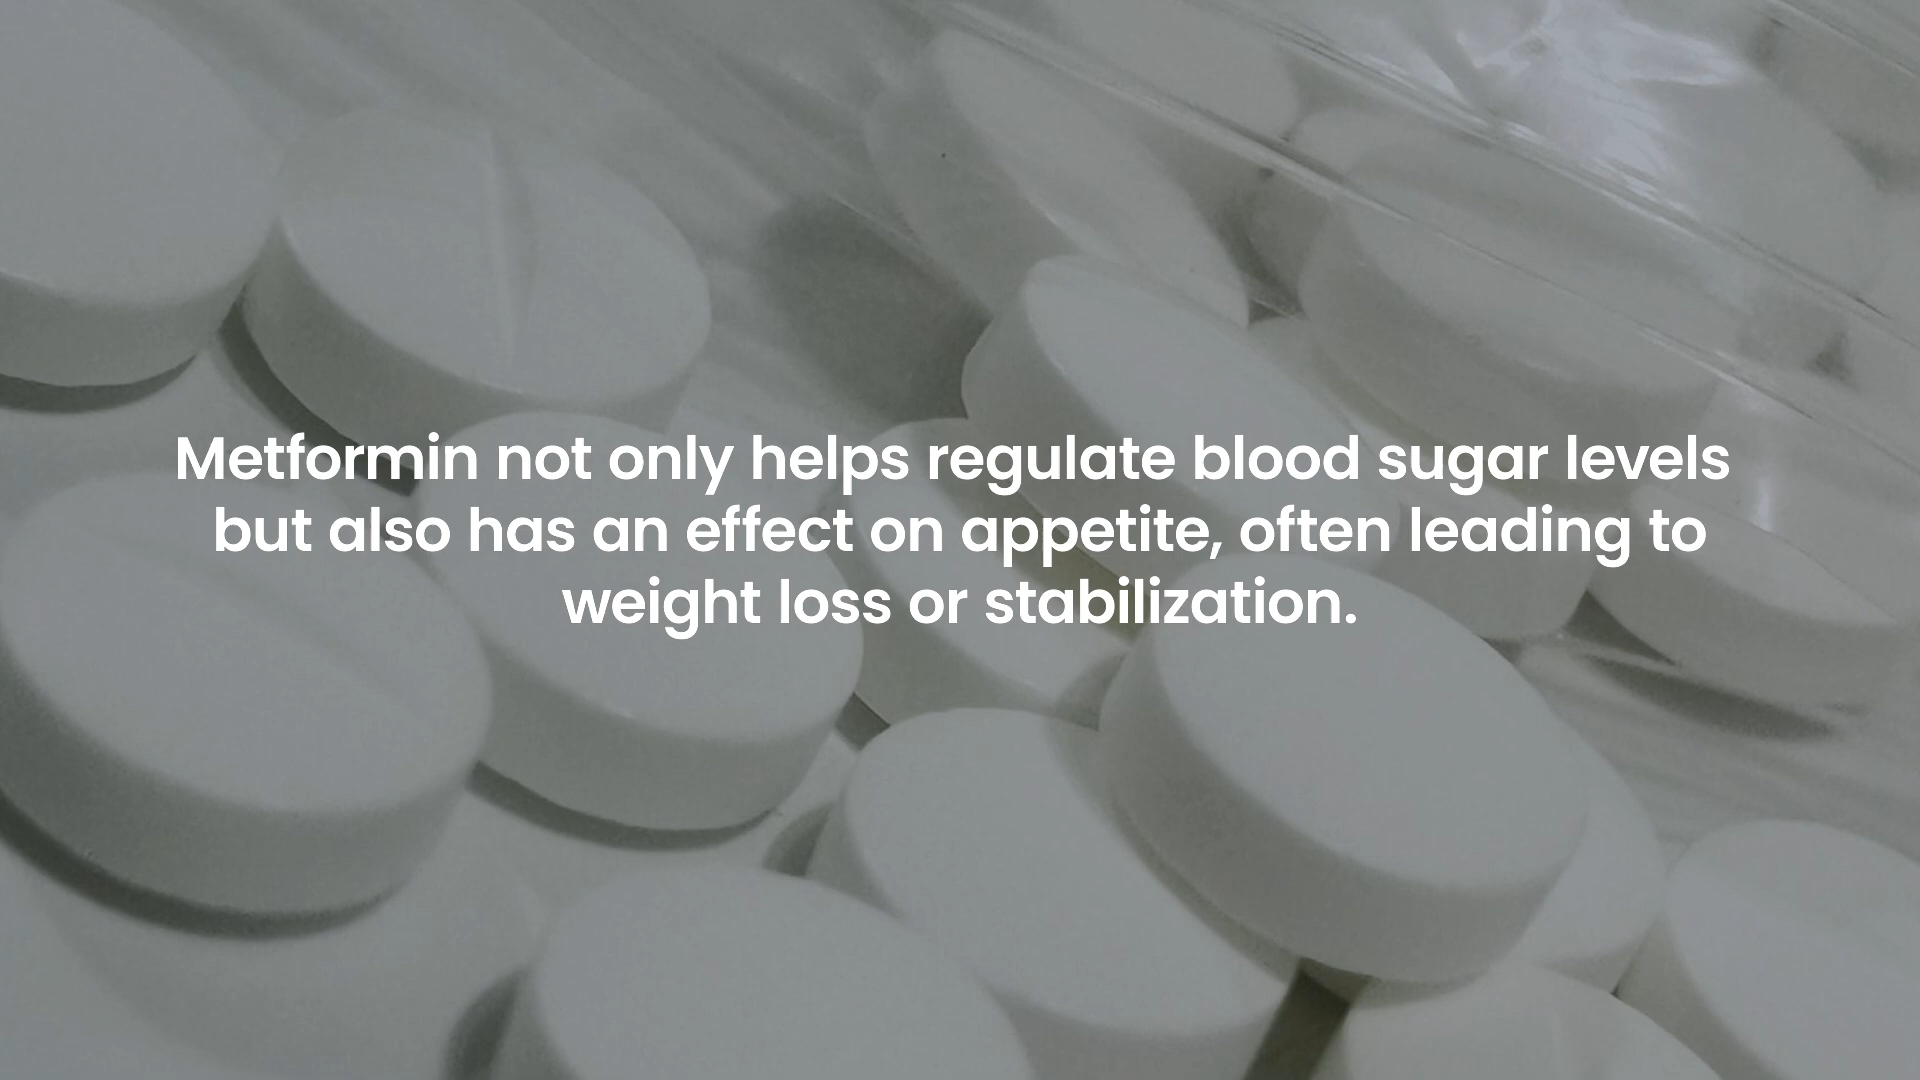 Metformin not only helps regulate blood sugar levels
but also has an effect on appetite, often leading to
weight loss or stabilization.